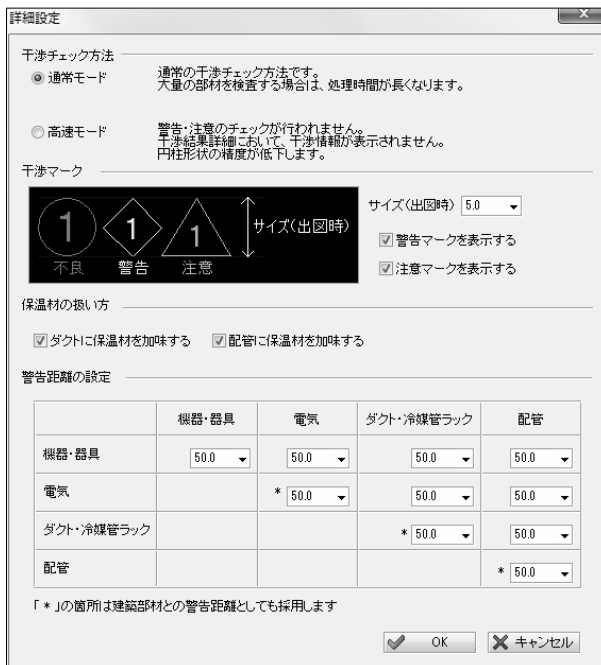 詳細設定
干渉チェック方法
通常モード
通常の干渉チェック方法です。
大量の部材を検査する場合は、処理時間が長くなります。
高速モード
警告・注意のチェックが行われません。
干渉結果詳細において、干渉情報が表示されません。
円柱形状の精度が低下します。
干渉マーク
1 1 1 サイズ(出図時)
不良 警告 注意
サイズ(出図時) 5.0
警告マークを表示する
注意マークを表示する
保温材の扱い方
ダクトに保温材を加味する 配管に保温材を加味する
警告距離の設定
機器・器具 電気 ダクト・冷媒管ラック 配管
機器・器具 50.0 50.0 50.0 50.0
電気 * 50.0 50.0 50.0
ダクト・冷媒管ラック * 50.0 50.0
配管 * 50.0
「*」の箇所は建築部材との警告距離としても採用します
OK キャンセル